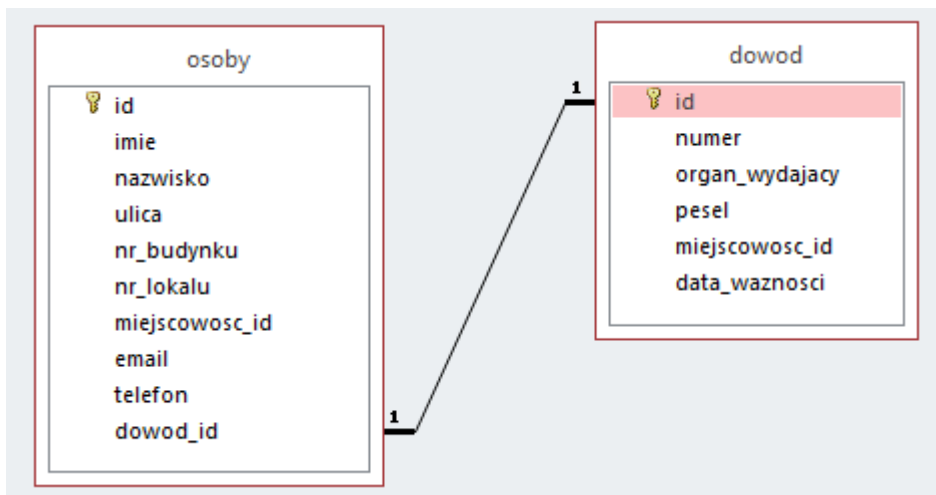 osoby
id
imie
nazwisko
ulica
nr_budynku
nr_lokalu
miejscowosc_id
email
telefon
dowod_id
1
1
dowod
id
numer
organ_wydajacy
pesel
miejscowosc_id
data_waznosci